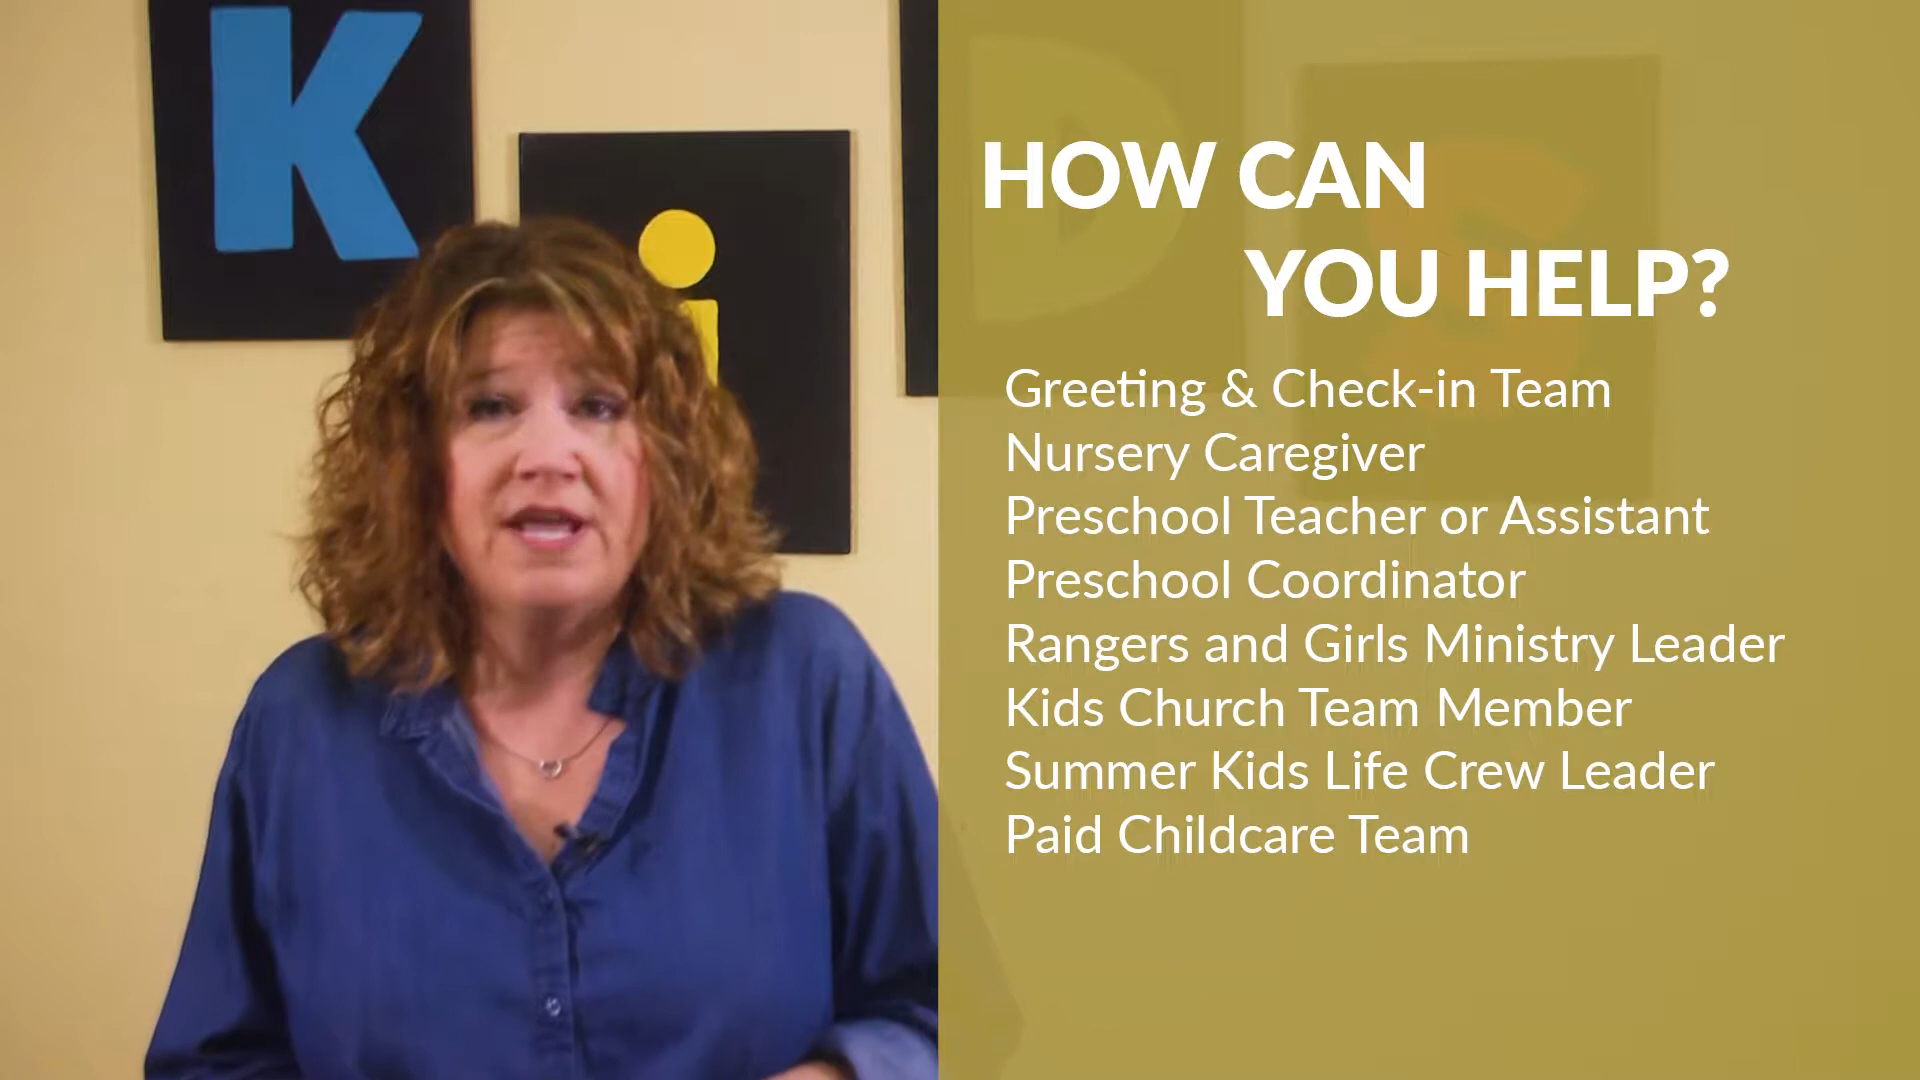 K i D S
HOW CAN
YOU HELP?
Greeting & Check-in Team
Nursery Caregiver
Preschool Teacher or Assistant
Preschool Coordinator
Rangers and Girls Ministry Leader
Kids Church Team Member
Summer Kids Life Crew Leader
Paid Childcare Team